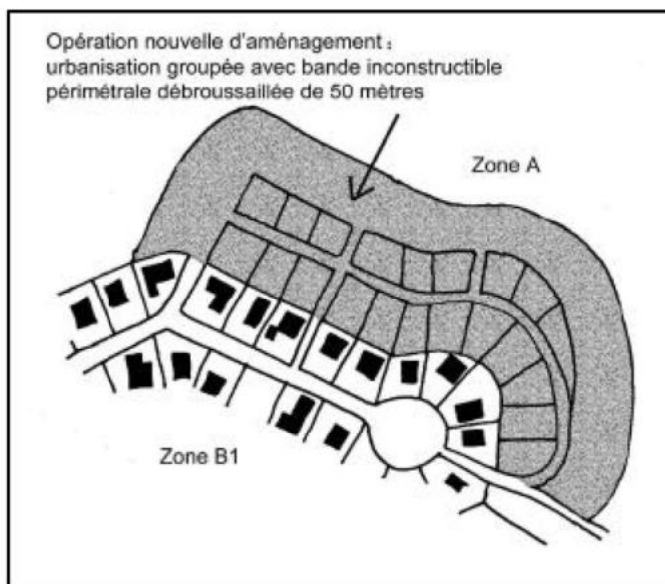 Opération nouvelle d'aménagement :
urbanisation groupée avec bande inconstructible
périmétrale débroussaillée de 50 mètres
Zone A
Zone B1